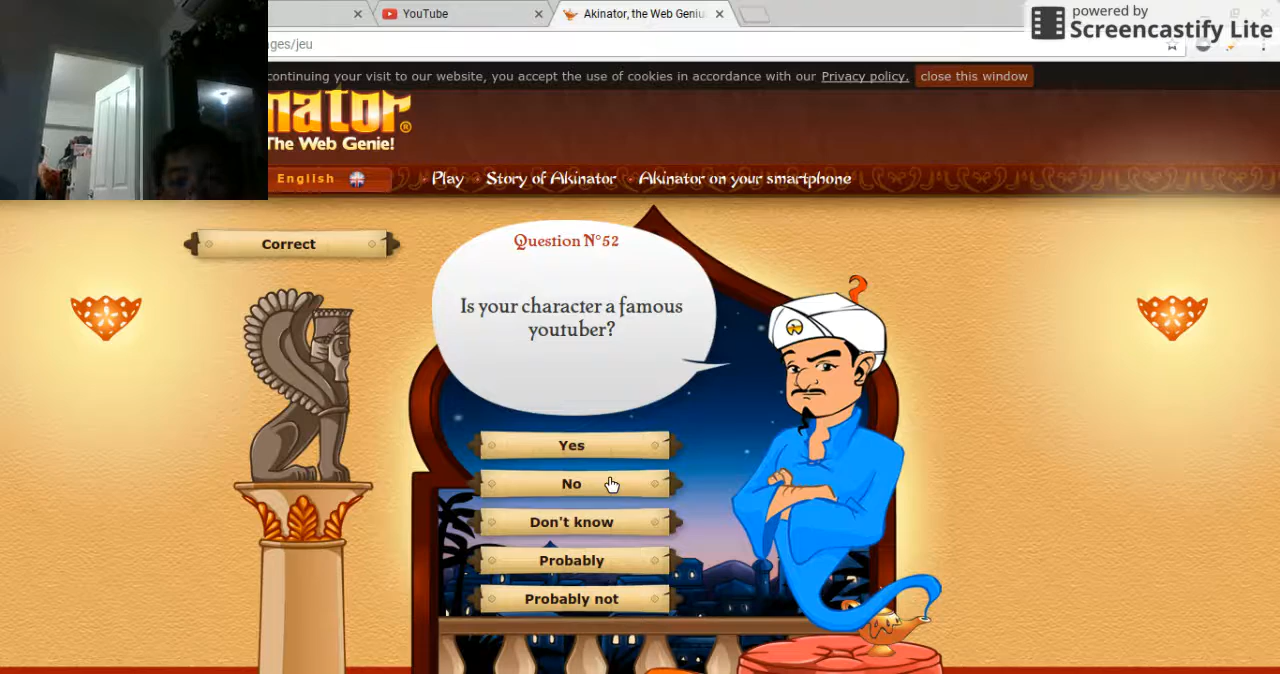 YouTube
Akinator, the Web Geni
powered by
Screencastify Lite
ges/jeu
continuing your visit to our website, you accept the use of cookies in accordance with our Privacy policy. close this window
nator®
The Web Genie!
English
· Play · Story of Akinator · Akinator on your smartphone
Correct
Question N°52
Is your character a famous
youtuber?
Yes
No
Don't know
Probably
Probably not